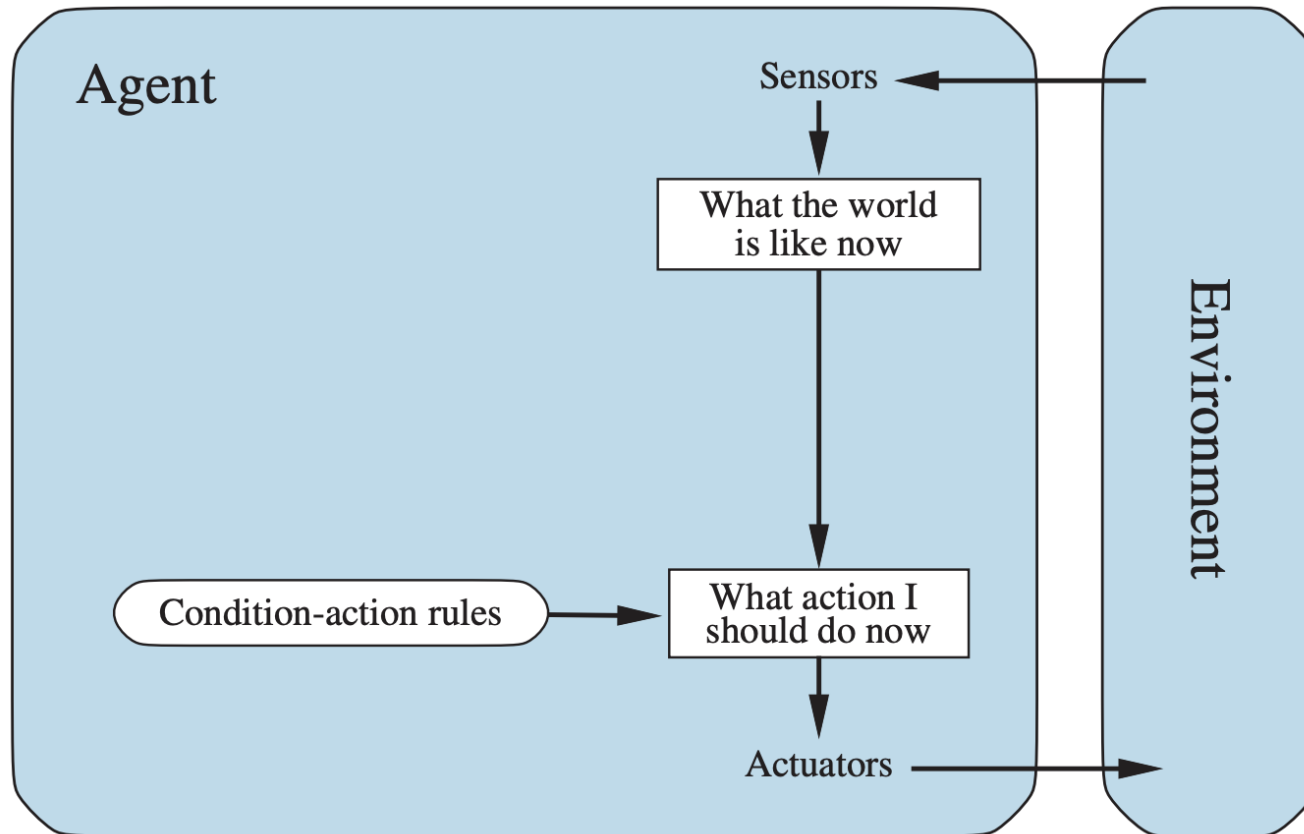 Agent
Sensors
What the world
is like now
Environment
Condition-action rules
What action I
should do now
Actuators